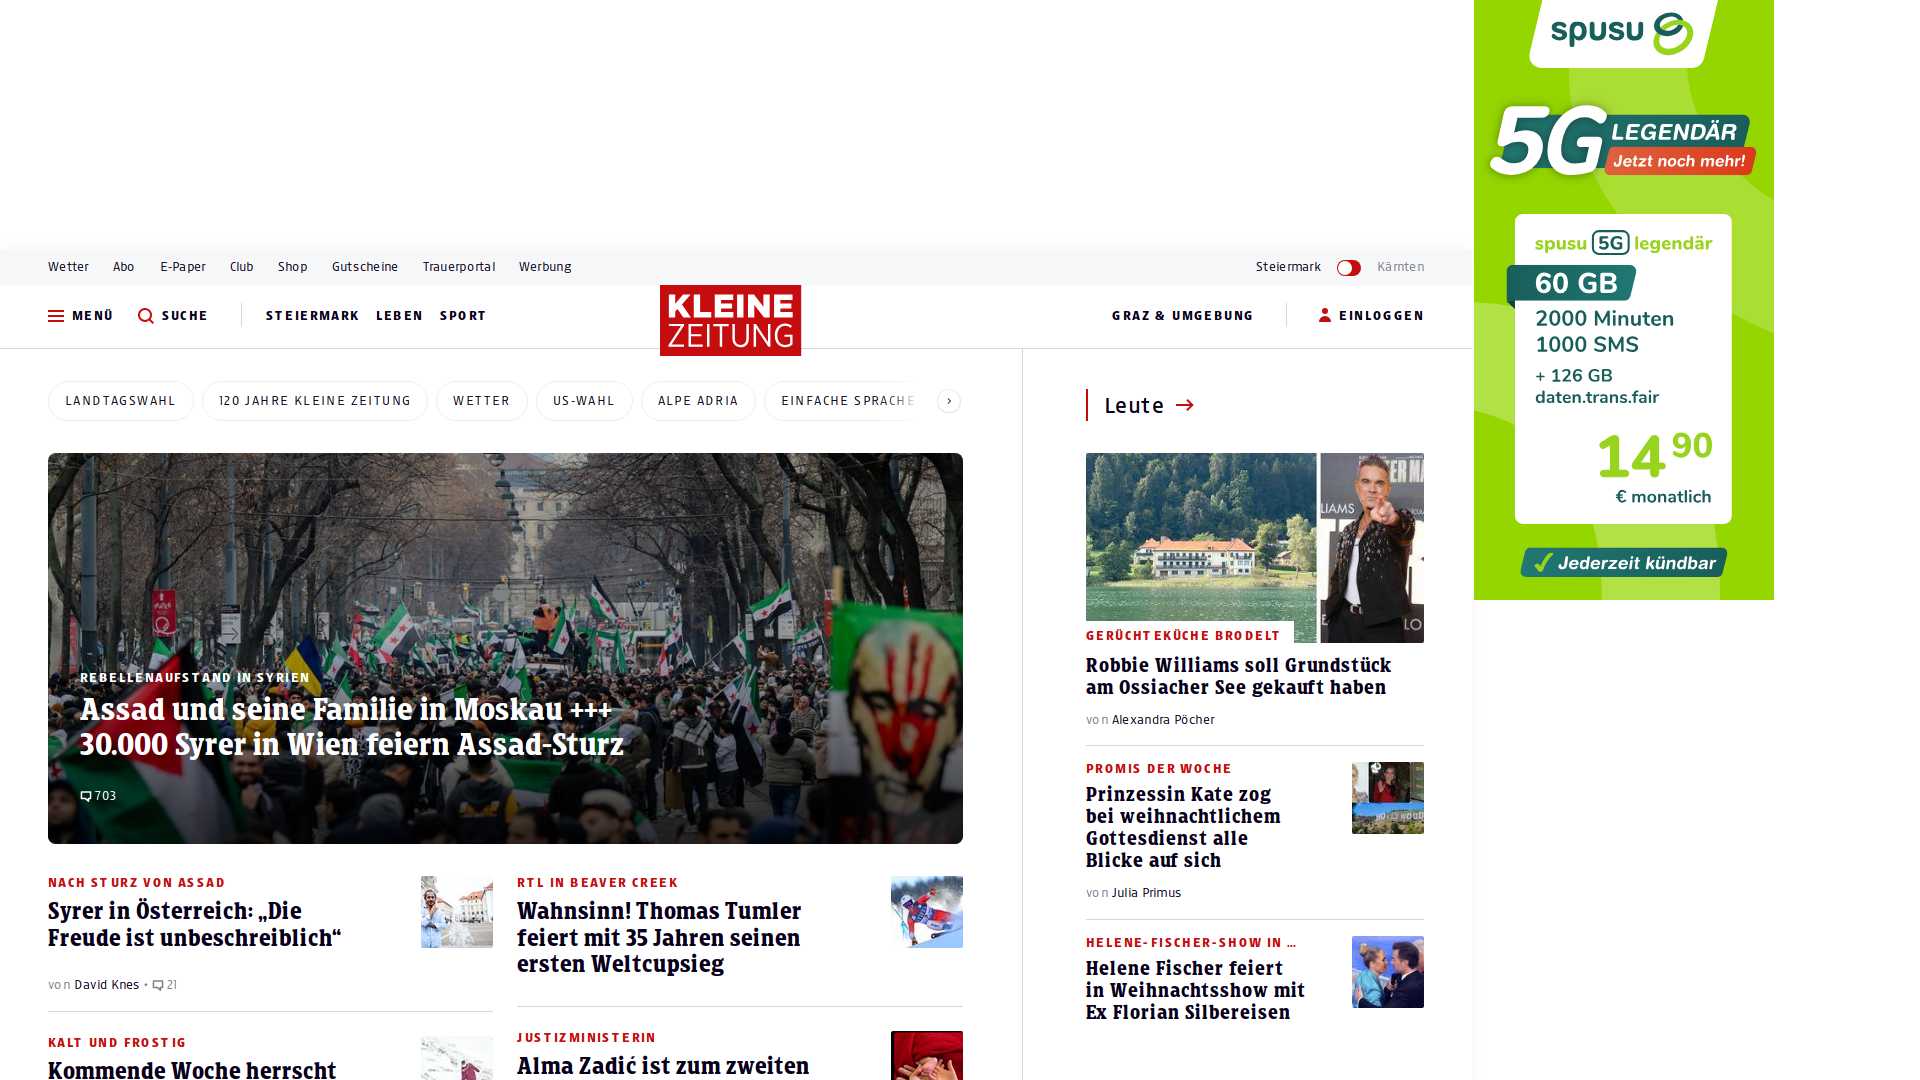 spusu
5G LEGENDÄR
Jetzt noch mehr!
spusu 5G legendär
60 GB
2000 Minuten
1000 SMS
+ 126 GB
daten.trans.fair
14 90
€ monatlich
Jederzeit kündbar
Wetter Abo E-Paper Club Shop Gutscheine Trauerportal Werbung Steiermark Kärnten
MENÜ SUCHE STEIERMARK LEBEN SPORT
KLEINE
ZEITUNG
GRAZ & UMGEBUNG EINLOGGEN
LANDTAGSWAHL 120 JAHRE KLEINE ZEITUNG WETTER US-WAHL ALPE ADRIA EINFACHE SPRACHE
REBELLENAUFSTAND IN SYRIEN
Assad und seine Familie in Moskau +++
30.000 Syrer in Wien feiern Assad-Sturz
703
NACH STURZ VON ASSAD
Syrer in Österreich: „Die
Freude ist unbeschreiblich“
von David Knes • 21
KALT UND FROSTIG
Kommende Woche herrscht
RTL IN BEAVER CREEK
Wahnsinn! Thomas Tumler
feiert mit 35 Jahren seinen
ersten Weltcupsieg
JUSTIZMINISTERIN
Alma Zadić ist zum zweiten
Leute
LIAMS
LO
GERÜCHTEKÜCHE BRODELT
Robbie Williams soll Grundstück
am Ossiacher See gekauft haben
von Alexandra Pöcher
PROMIS DER WOCHE
Prinzessin Kate zog
bei weihnachtlichem
Gottesdienst alle
Blicke auf sich
von Julia Primus
HELENE-FISCHER-SHOW IN ...
Helene Fischer feiert
in Weihnachtsshow mit
Ex Florian Silbereisen